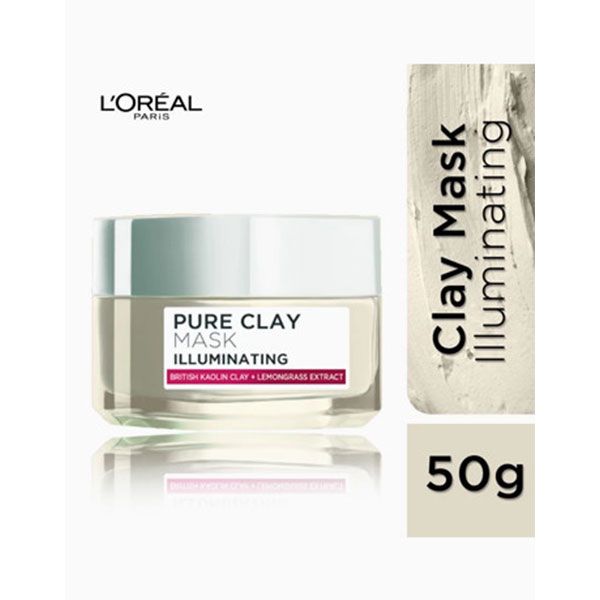 L'ORÉAL
PARIS
PURE CLAY
MASK
ILLUMINATING
BRITISH KAOLIN CLAY + LEMONGRASS EXTRACT
Clay Mask
illuminating
50g